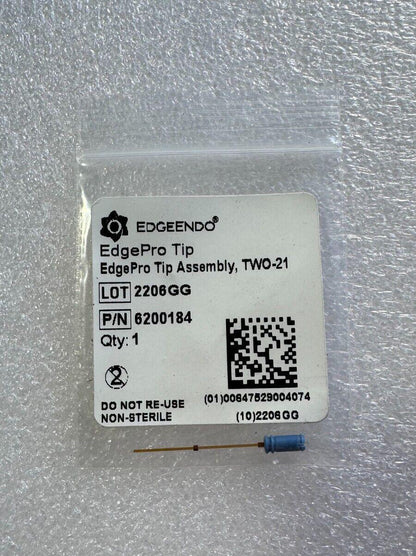 EDGEENDO®
EdgePro Tip
EdgePro Tip Assembly, TWO-21
LOT 2206GG
P/N 6200184
Qty: 1
2
DO NOT RE-USE
NON-STERILE
(01)00647529004074
(10)2206GG